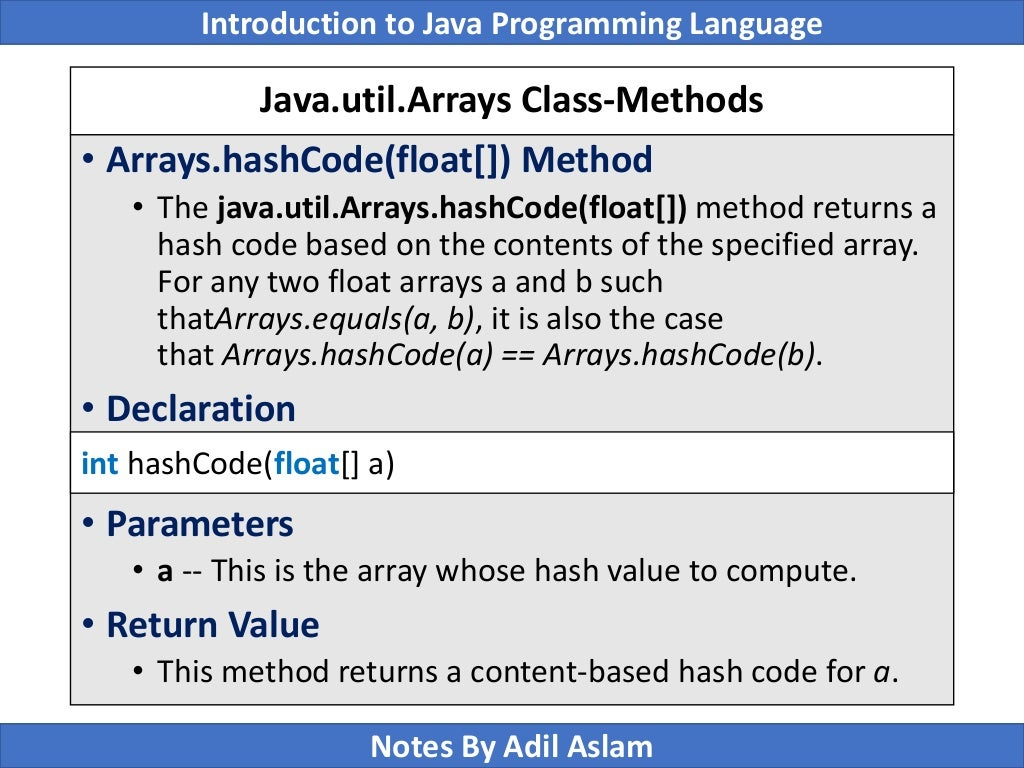 Introduction to Java Programming Language
Java.util.Arrays Class-Methods
• Arrays.hashCode(float[]) Method
• The java.util.Arrays.hashCode(float[]) method returns a
hash code based on the contents of the specified array.
For any two float arrays a and b such
thatArrays.equals(a, b), it is also the case
that Arrays.hashCode(a) == Arrays.hashCode(b).
• Declaration
int hashCode(float[] a)
• Parameters
• a -- This is the array whose hash value to compute.
• Return Value
• This method returns a content-based hash code for a.
Notes By Adil Aslam